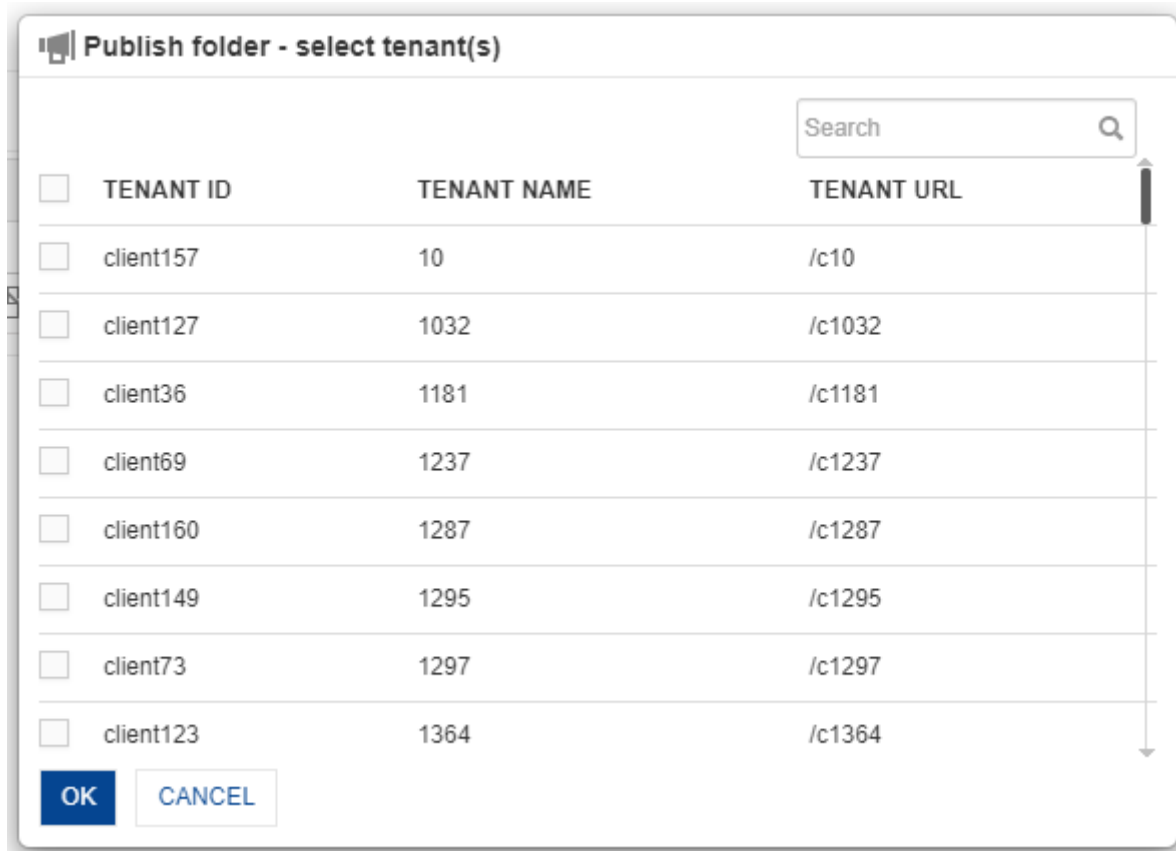 Publish folder - select tenant(s)
Search
TENANT ID TENANT NAME TENANT URL
client157 10 /c10
client127 1032 /c1032
client36 1181 /c1181
client69 1237 /c1237
client160 1287 /c1287
client149 1295 /c1295
client73 1297 /c1297
client123 1364 /c1364
OK CANCEL